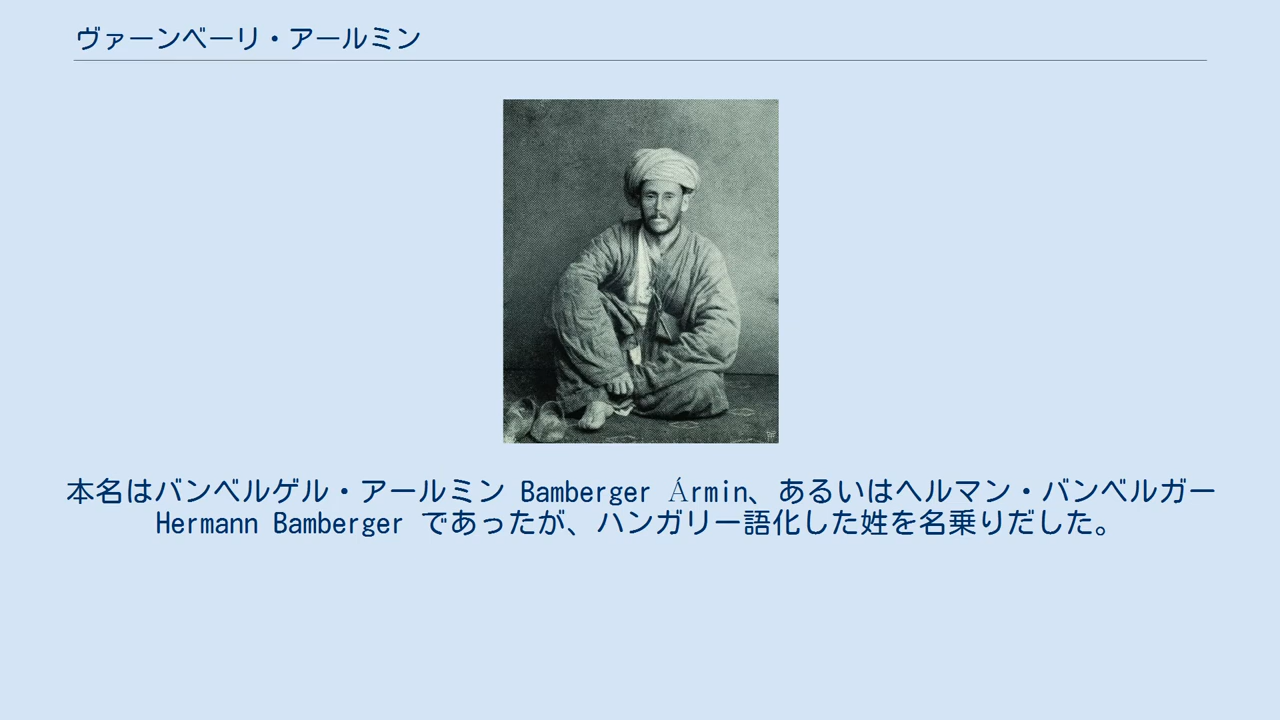 ヴァーンベーリ・アールミン
本名はバンベルゲル・アールミン Bamberger Ármin、あるいはヘルマン・バンベルガー
Hermann Bamberger であったが、ハンガリー語化した姓を名乗りだした。